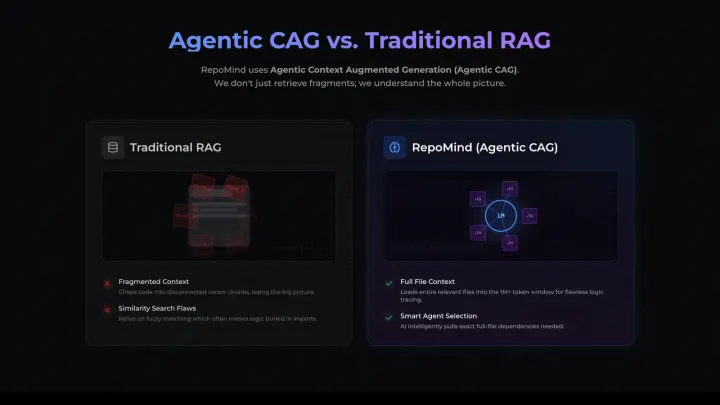 Agentic CAG vs. Traditional RAG
RepoMind uses Agentic Context Augmented Generation (Agentic CAG).
We don't just retrieve fragments; we understand the whole picture.
Traditional RAG
Fragmented Context
Chops code into disconnected vector chunks, losing the big picture.
Similarity Search Flaws
Relies on fuzzy matching which often misses logic buried in imports.
RepoMind (Agentic CAG)
1M
Full File Context
Loads entire relevant files into the 1M+ token window for flawless logic
tracing.
Smart Agent Selection
AI intelligently pulls exact full-file dependencies needed.